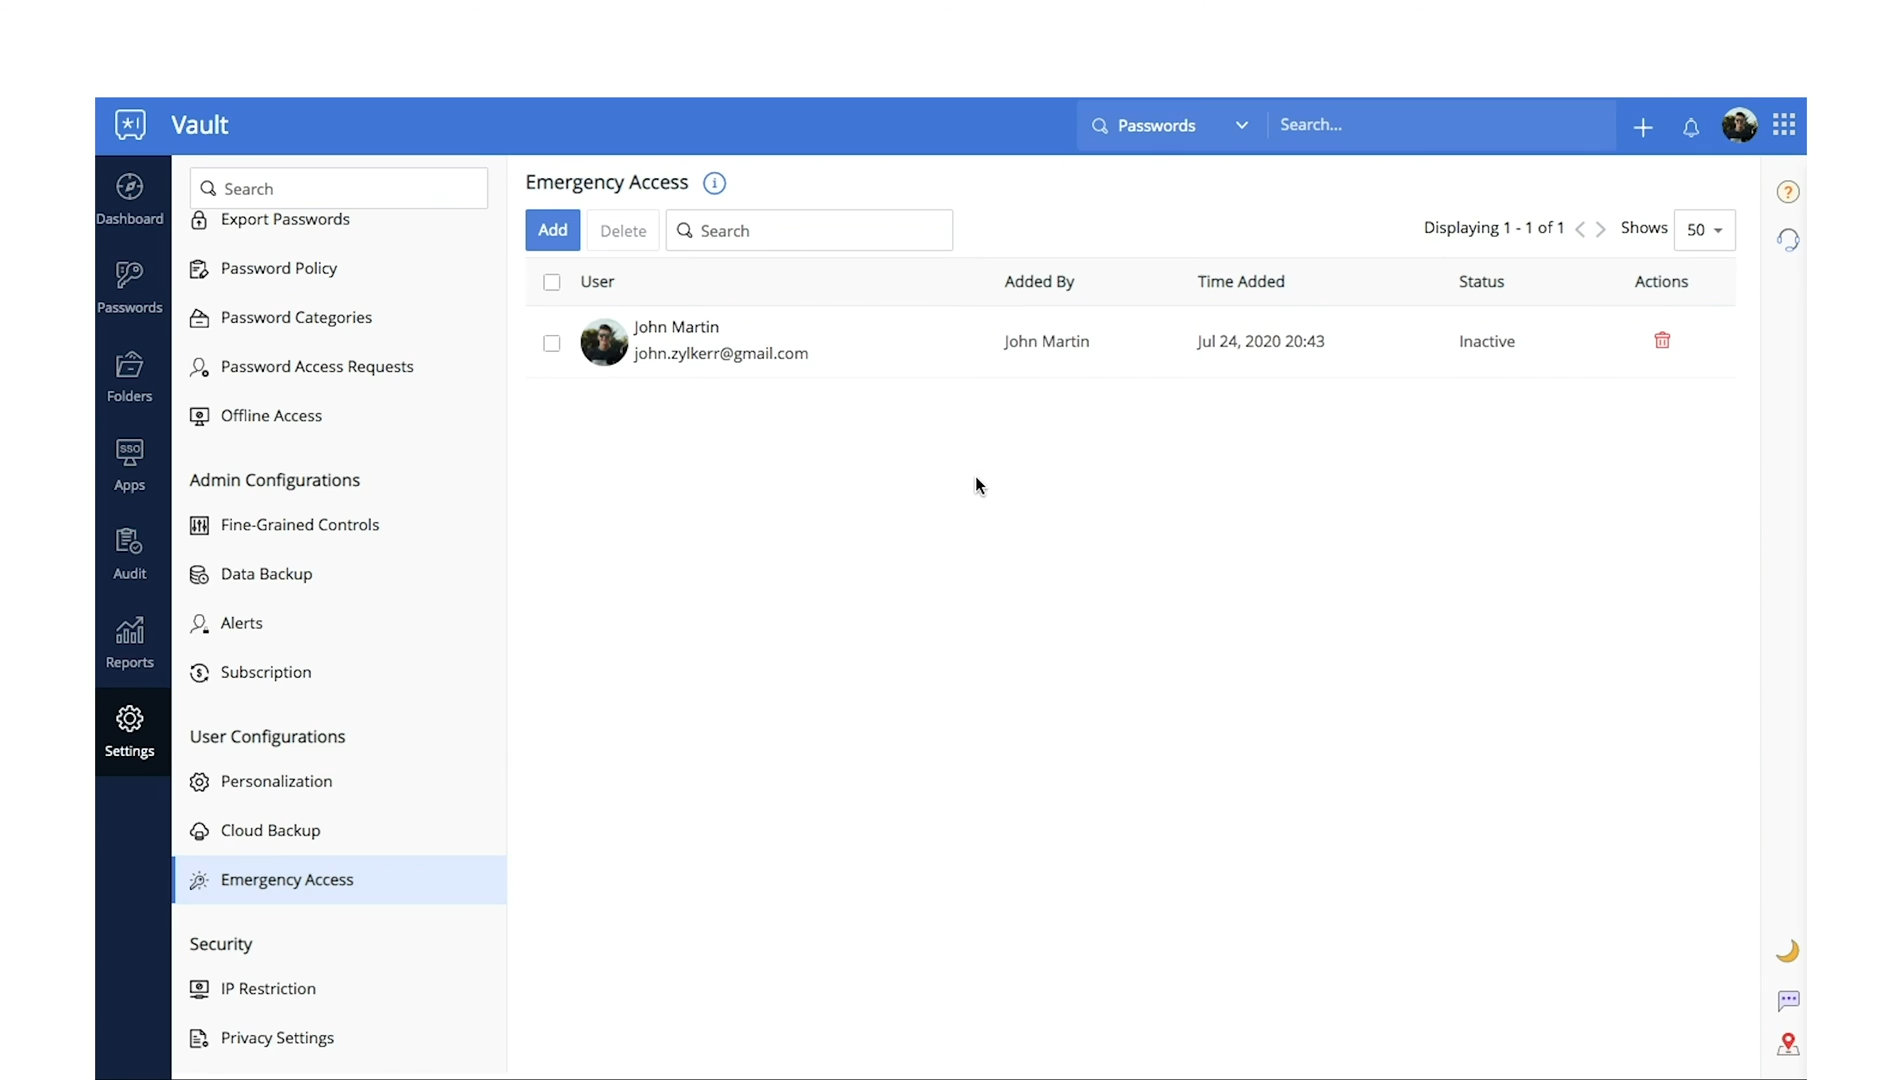 Vault
Passwords
Search...
Dashboard
Passwords
Folders
SSO
Apps
Audit
Reports
Settings
Search
Export Passwords
Password Policy
Password Categories
Password Access Requests
Offline Access
Admin Configurations
Fine-Grained Controls
Data Backup
Alerts
Subscription
User Configurations
Personalization
Cloud Backup
Emergency Access
Security
IP Restriction
Privacy Settings
Emergency Access
Add Delete Search Displaying 1 - 1 of 1 Shows 50
User Added By Time Added Status Actions
John Martin
john.zylkerr@gmail.com
John Martin Jul 24, 2020 20:43 Inactive